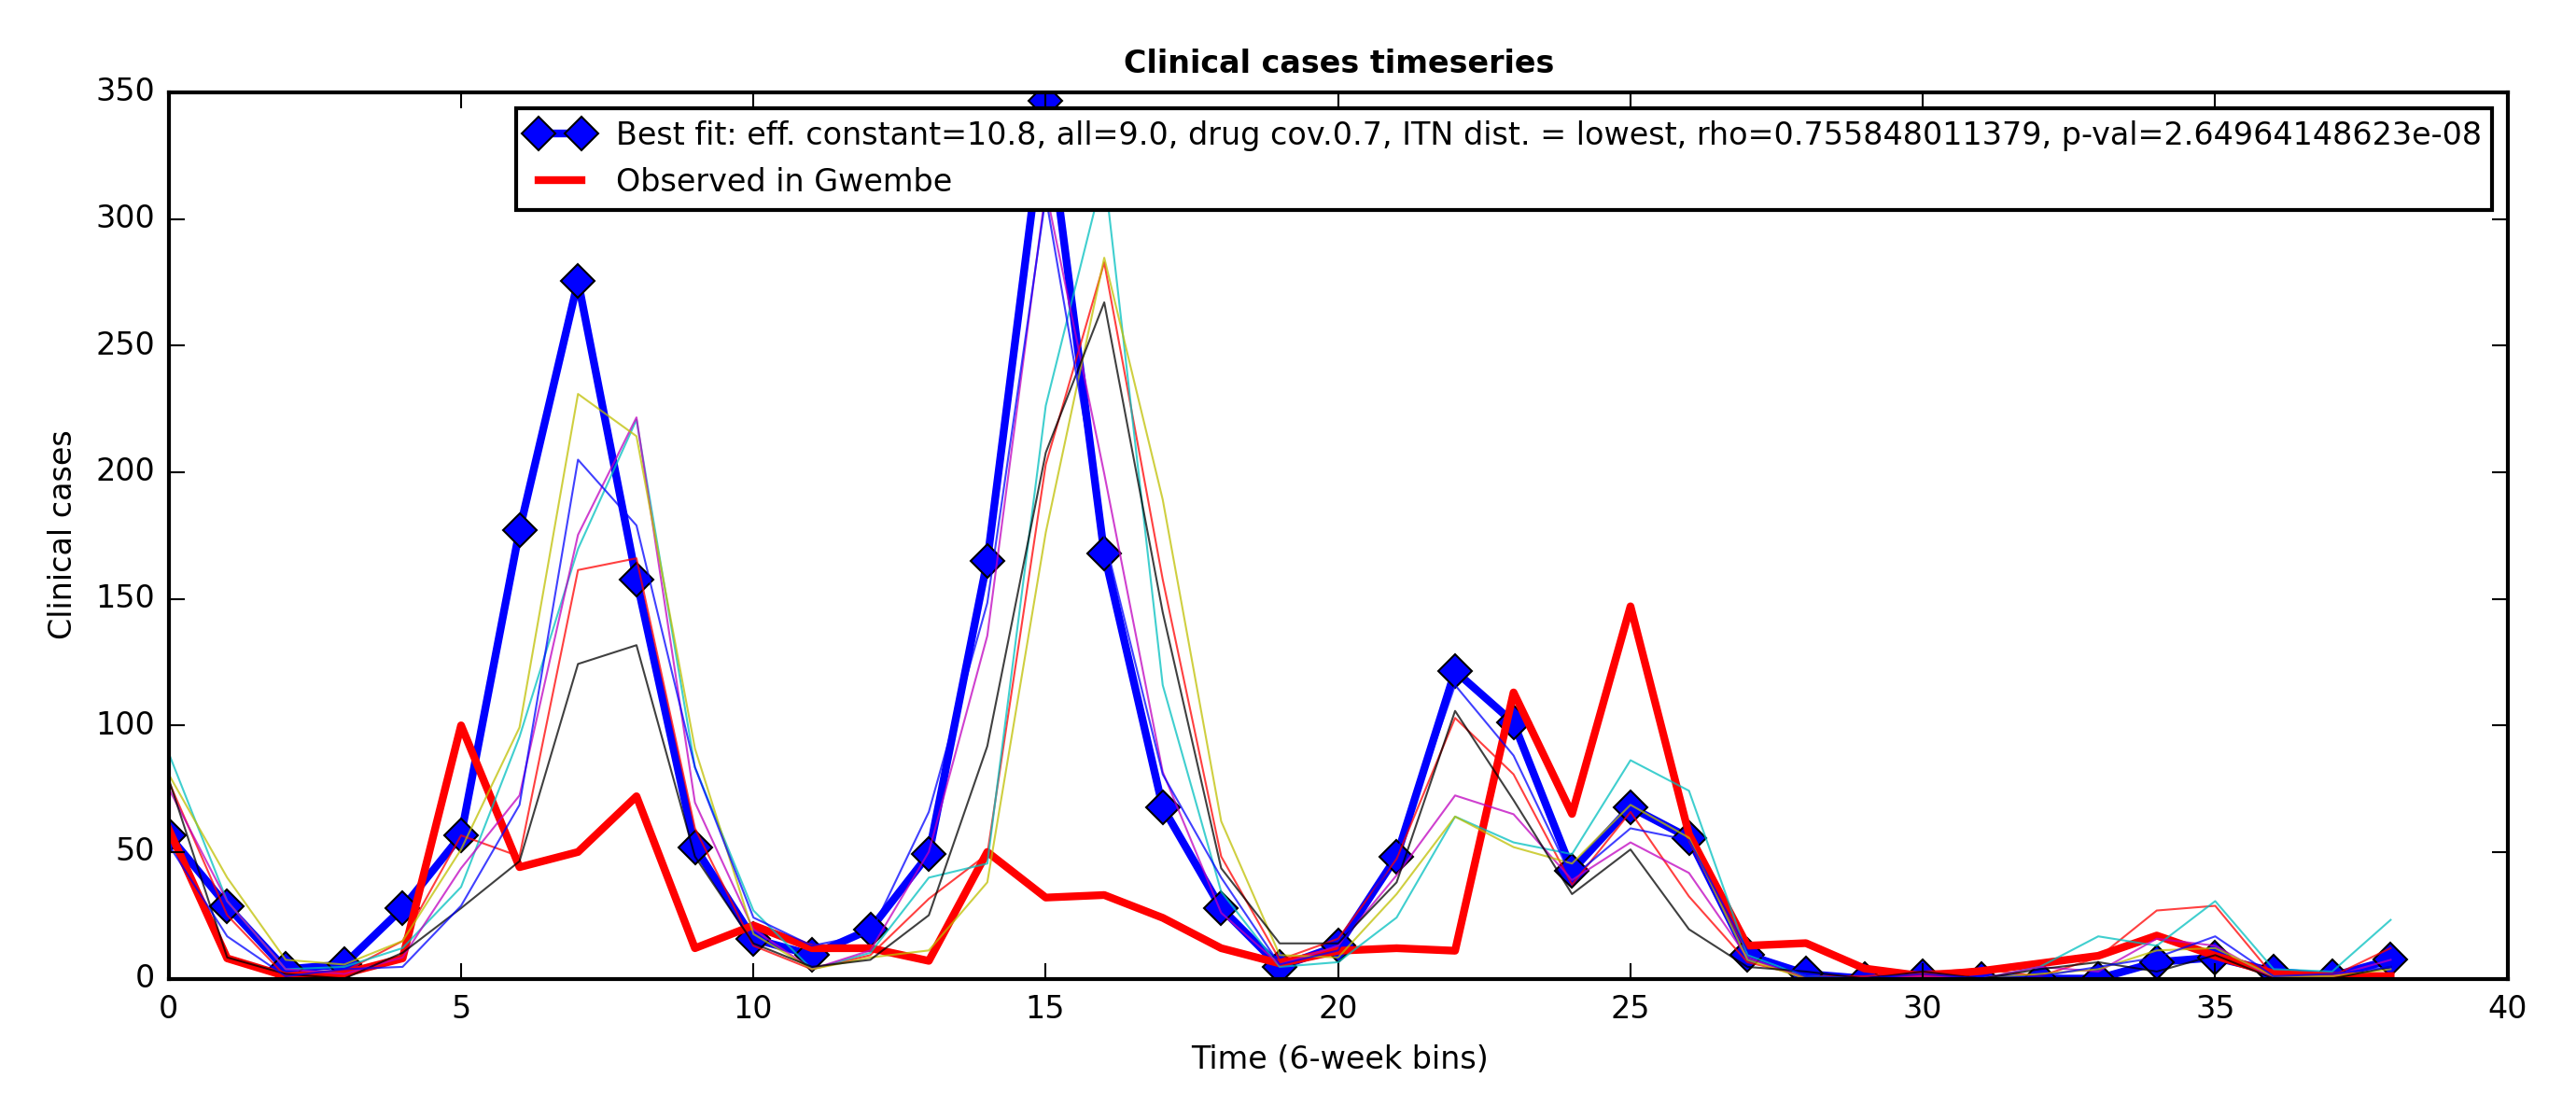 Clinical cases timeseries
350
300
250
200
150
100
50
0
Clinical cases
Best fit: eff. constant=10.8, all=9.0, drug cov.0.7, ITN dist. = lowest, rho=0.755848011379, p-val=2.64964148623e-08
Observed in Gwembe
0 5 10 15 20 25 30 35 40
Time (6-week bins)